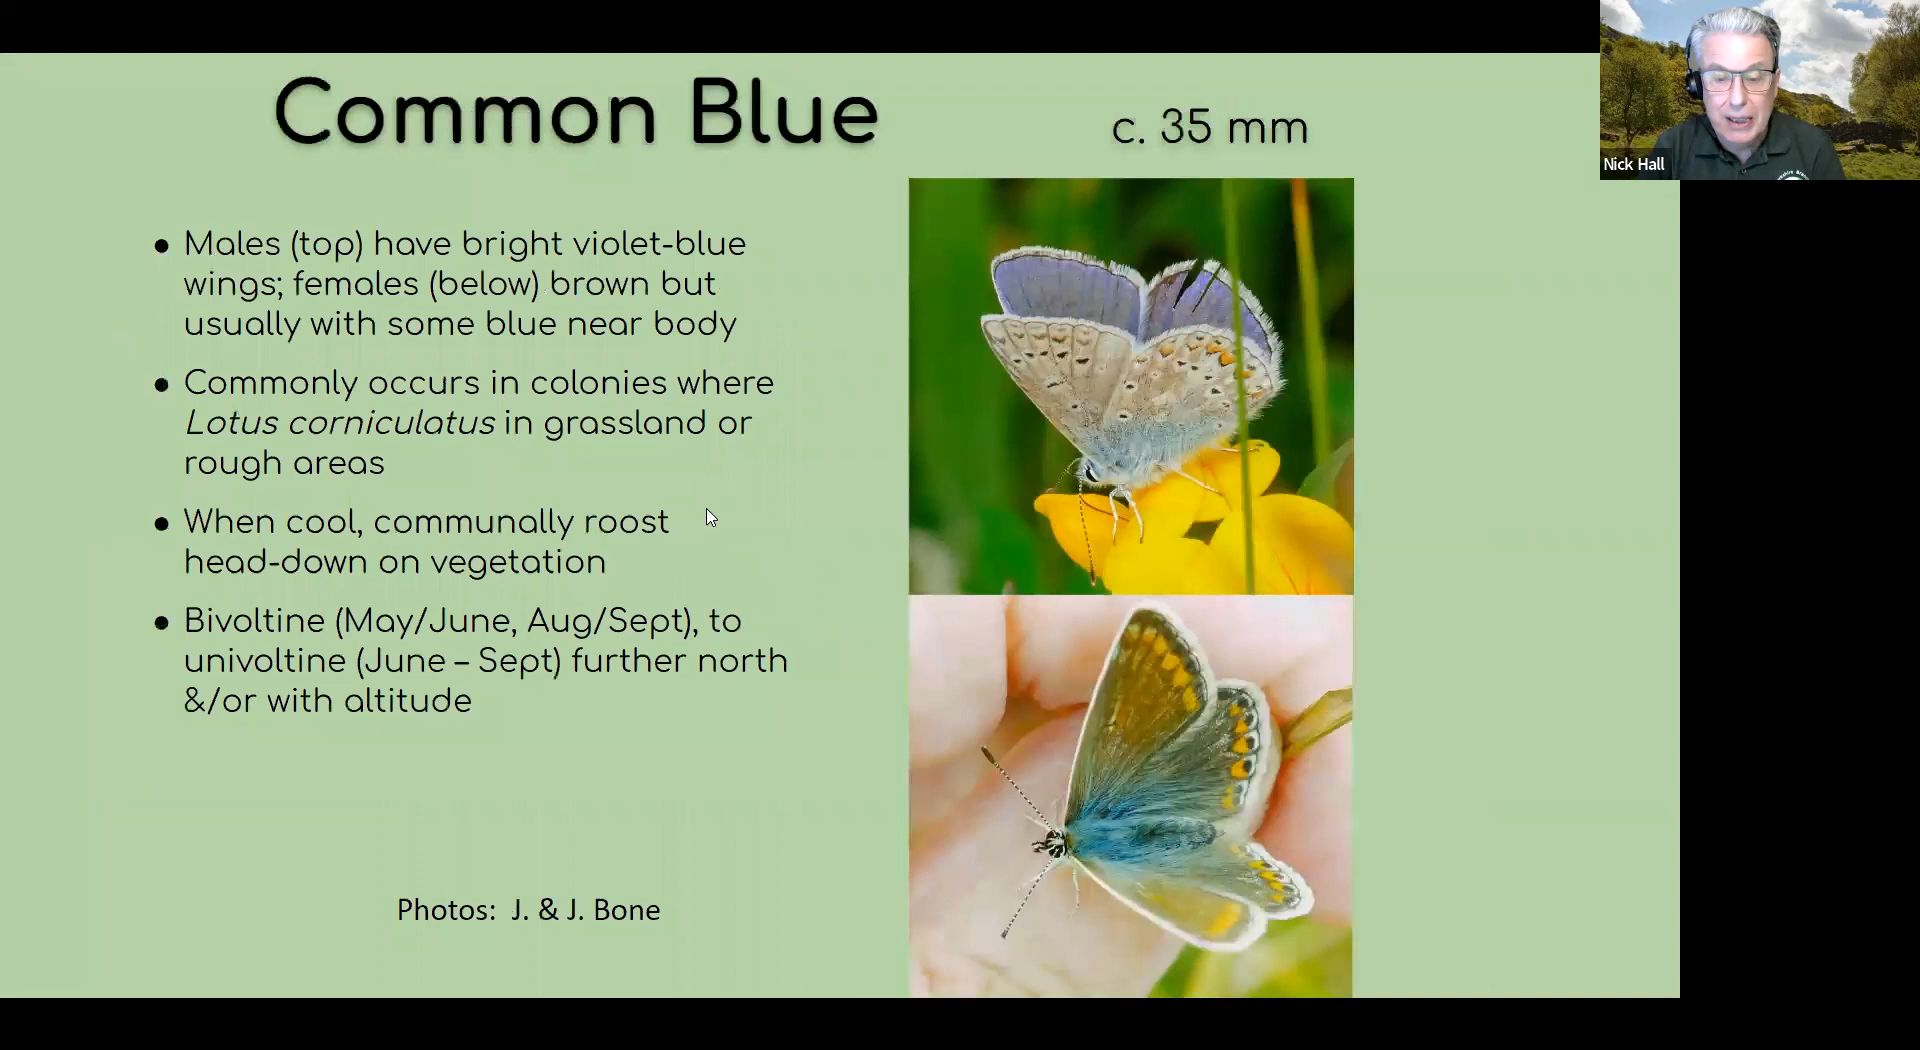 Common Blue
c. 35 mm
Nick Hall
● Males (top) have bright violet-blue
wings; females (below) brown but
usually with some blue near body
● Commonly occurs in colonies where
Lotus corniculatus in grassland or
rough areas
● When cool, communally roost
head-down on vegetation
● Bivoltine (May/June, Aug/Sept), to
univoltine (June – Sept) further north
&/or with altitude
Photos: J. & J. Bone